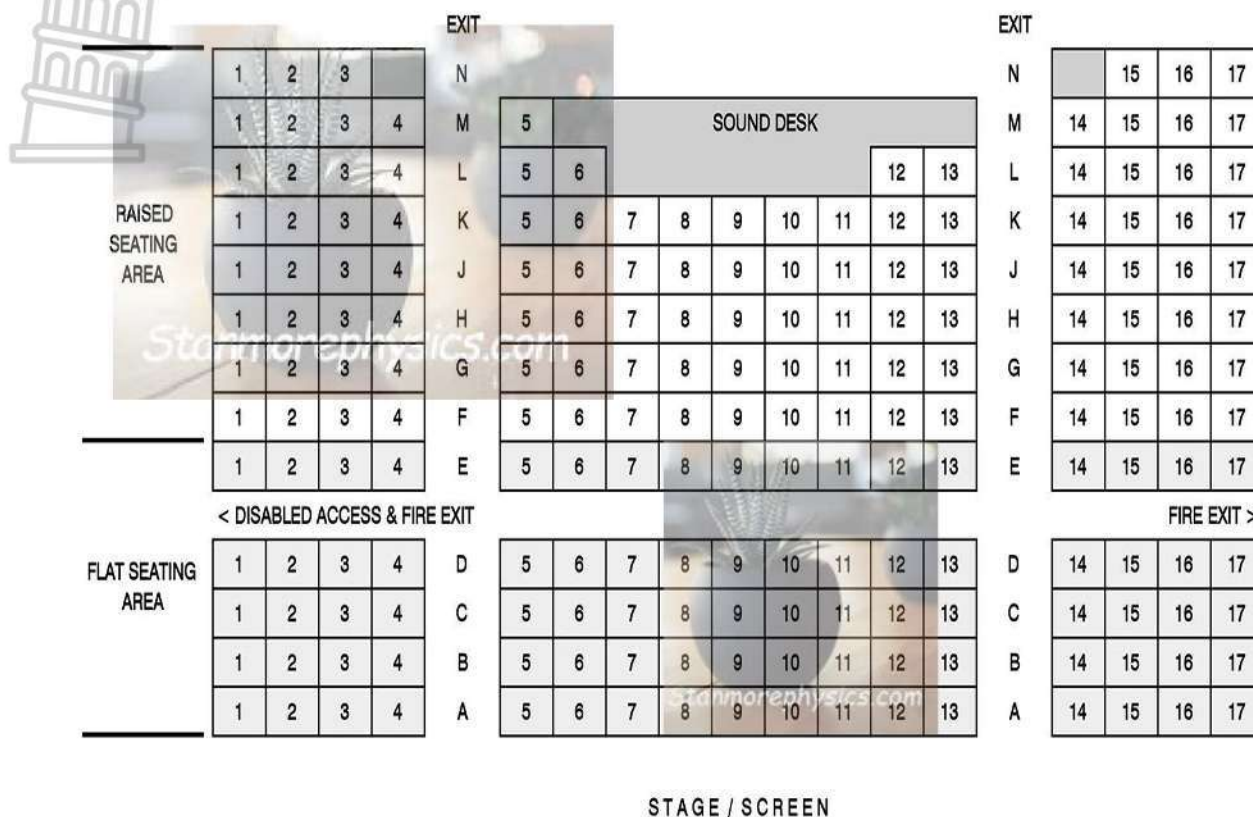 EXIT EXIT
1 2 3 N N 15 16 17
1 2 3 4 M 5 SOUND DESK M 14 15 16 17
1 2 3 4 L 5 6 12 13 L 14 15 16 17
RAISED
SEATING
AREA
1 2 3 4 K 5 6 7 8 9 10 11 12 13 K 14 15 16 17
1 2 3 4 J 5 6 7 8 9 10 11 12 13 J 14 15 16 17
1 2 3 4 H 5 6 7 8 9 10 11 12 13 H 14 15 16 17
Stanmorephysics.com
1 2 3 4 G 5 6 7 8 9 10 11 12 13 G 14 15 16 17
1 2 3 4 F 5 6 7 8 9 10 11 12 13 F 14 15 16 17
1 2 3 4 E 5 6 7 8 9 10 11 12 13 E 14 15 16 17
< DISABLED ACCESS & FIRE EXIT FIRE EXIT >
FLAT SEATING
AREA
1 2 3 4 D 5 6 7 8 9 10 11 12 13 D 14 15 16 17
1 2 3 4 C 5 6 7 8 9 10 11 12 13 C 14 15 16 17
1 2 3 4 B 5 6 7 8 9 10 11 12 13 B 14 15 16 17
Stanmorephysics.com
1 2 3 4 A 5 6 7 8 9 10 11 12 13 A 14 15 16 17
STAGE / SCREEN